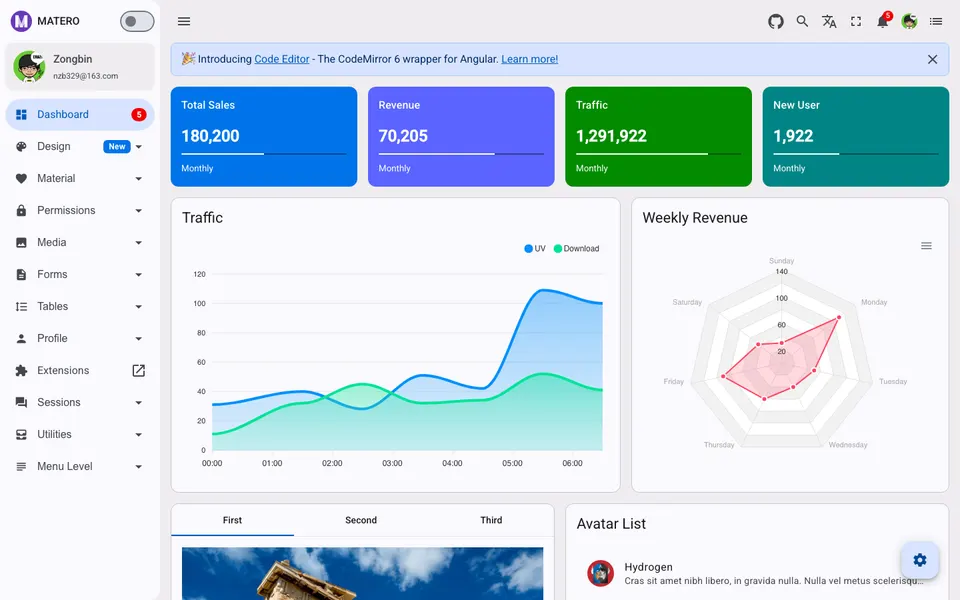 MATERO
5
Zongbin
nzb329@163.com
Dashboard 5
Design New
Material
Permissions
Media
Forms
Tables
Profile
Extensions
Sessions
Utilities
Menu Level
🎉 Introducing Code Editor - The CodeMirror 6 wrapper for Angular. Learn more!
Total Sales
180,200
Monthly
Revenue
70,205
Monthly
Traffic
1,291,922
Monthly
New User
1,922
Monthly
Traffic
UV Download
120
100
80
60
40
20
0
00:00 01:00 02:00 03:00 04:00 05:00 06:00
Weekly Revenue
Sunday
140
100
60
20
Monday
Tuesday
Wednesday
Thursday
Friday
Saturday
First Second Third
Avatar List
Hydrogen
Cras sit amet nibh libero, in gravida nulla. Nulla vel metus scelerisqu...